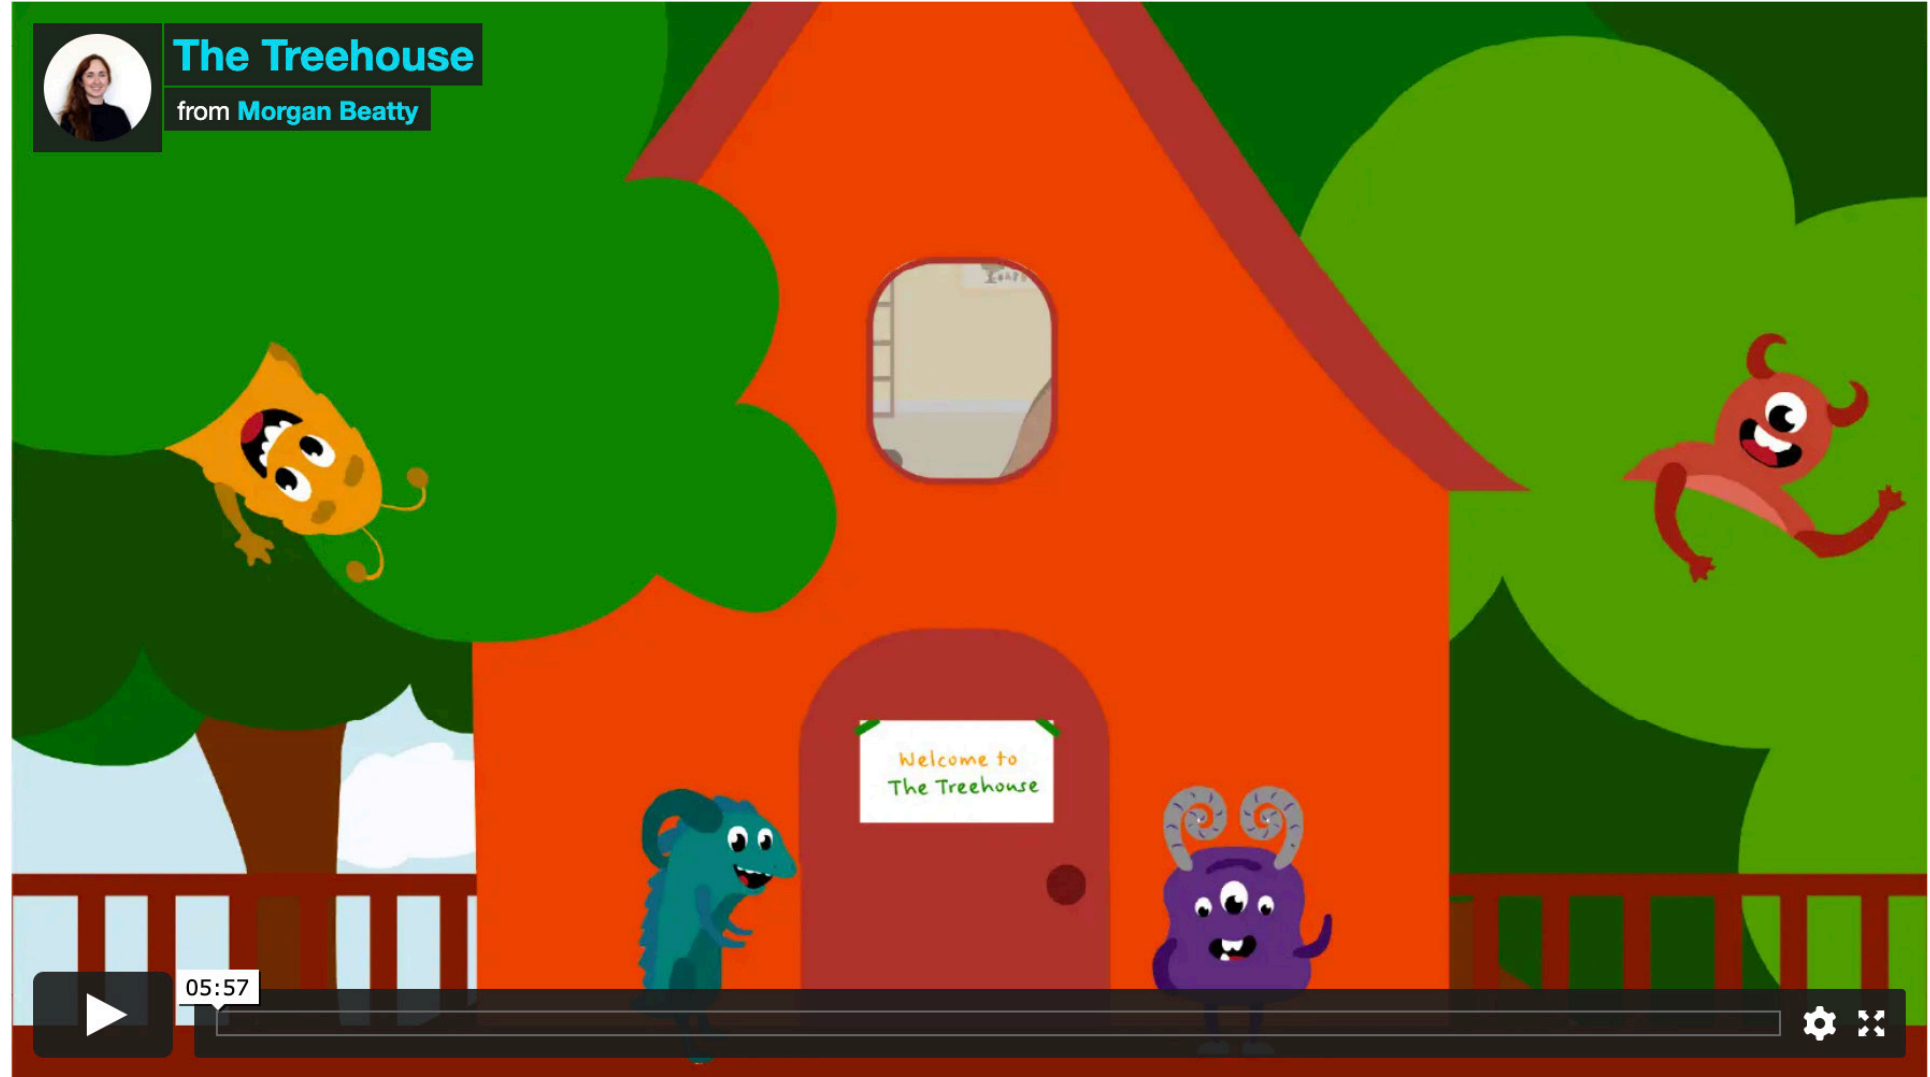 The Treehouse
from Morgan Beatty
Welcome to
The Treehouse
05:57